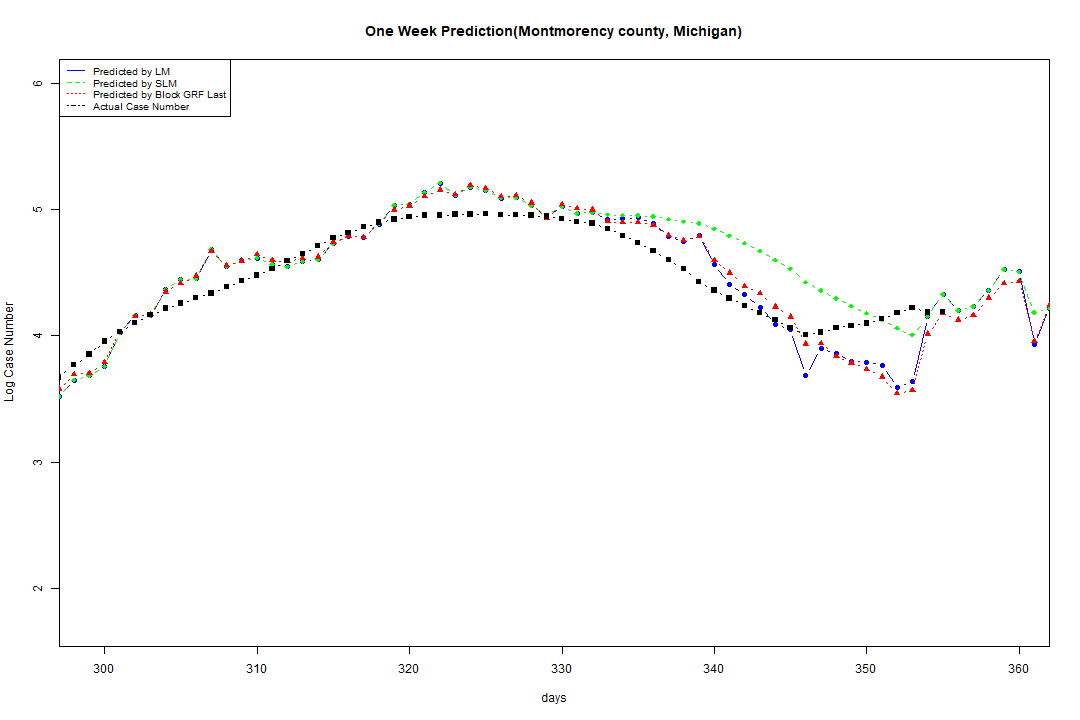 One Week Prediction(Montmorency county, Michigan)
Predicted by LM
Predicted by SLM
Predicted by Block GRF Last
Actual Case Number
6
5
4
3
2
Log Case Number
300 310 320 330 340 350 360
days